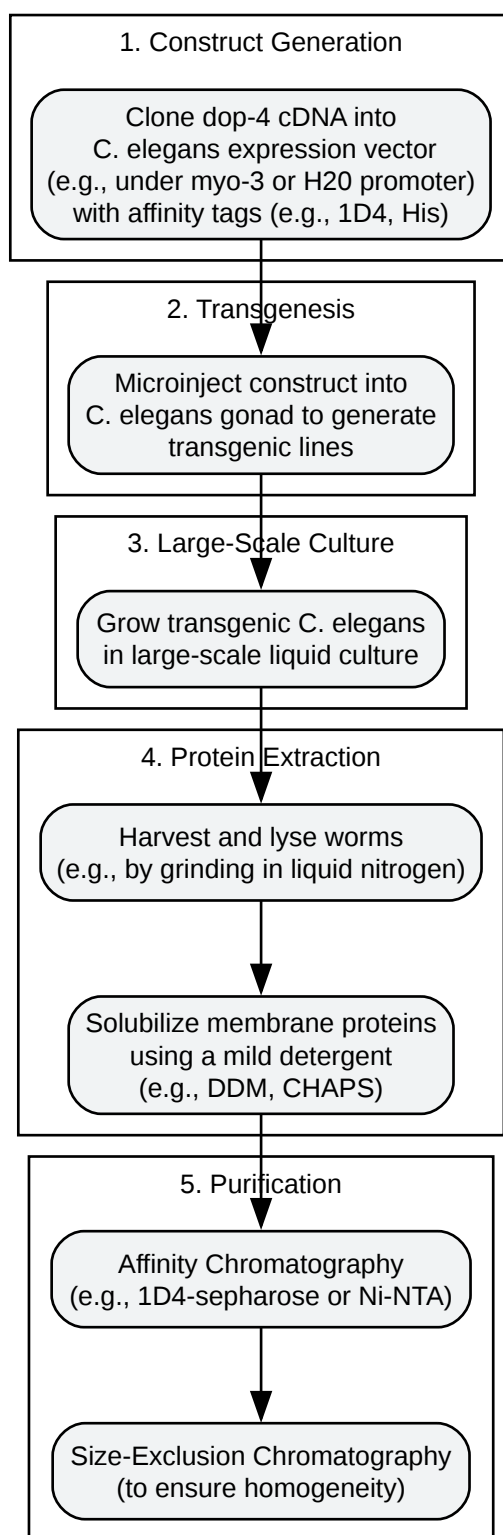 1. Construct Generation
Clone dop-4 cDNA into
C. elegans expression vector
(e.g., under myo-3 or H20 promoter)
with affinity tags (e.g., 1D4, His)
2. Transgenesis
Microinject construct into
C. elegans gonad to generate
transgenic lines
3. Large-Scale Culture
Grow transgenic C. elegans
in large-scale liquid culture
4. Protein Extraction
Harvest and lyse worms
(e.g., by grinding in liquid nitrogen)
Solubilize membrane proteins
using a mild detergent
(e.g., DDM, CHAPS)
5. Purification
Affinity Chromatography
(e.g., 1D4-sepharose or Ni-NTA)
Size-Exclusion Chromatography
(to ensure homogeneity)